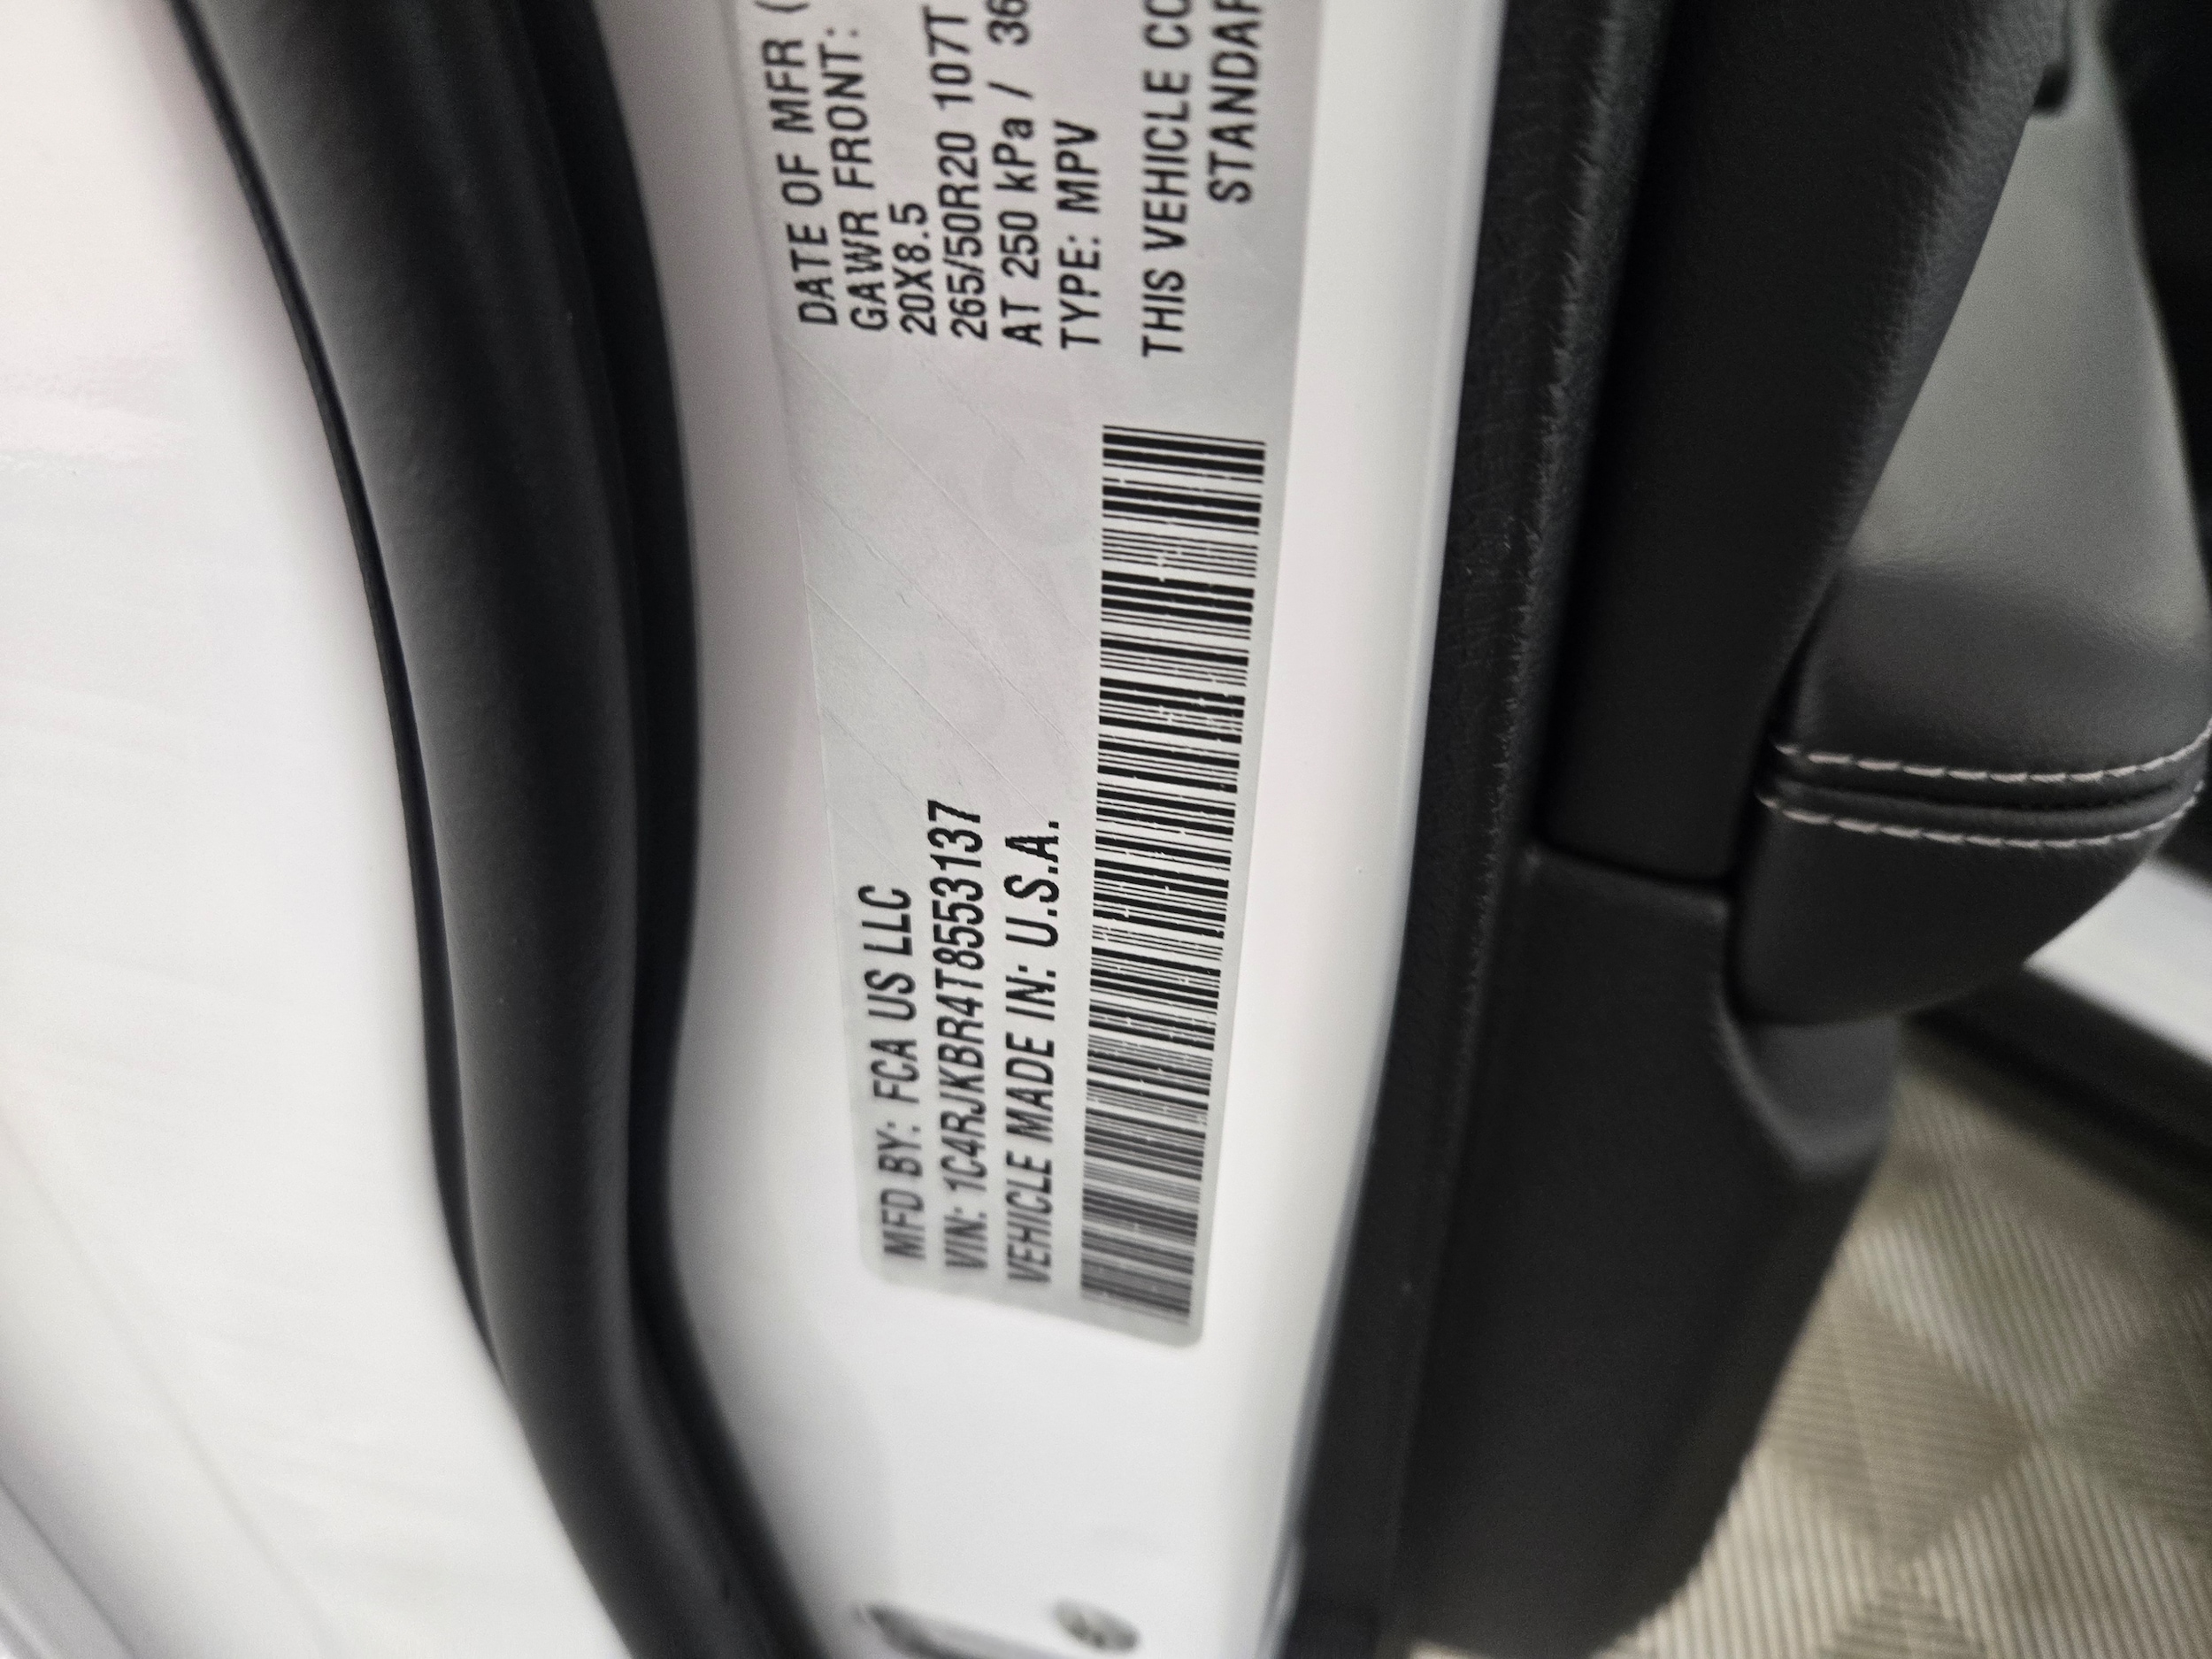 MFD BY: FCA US LLC
VIN: 1C4RJKBR4T8553137
VEHICLE MADE IN: U.S.A.
DATE OF MFR (
GAWR FRONT:
20X8.5
265/50R20 107T
AT 250 kPa / 36
TYPE: MPV
THIS VEHICLE CO
STANDAR